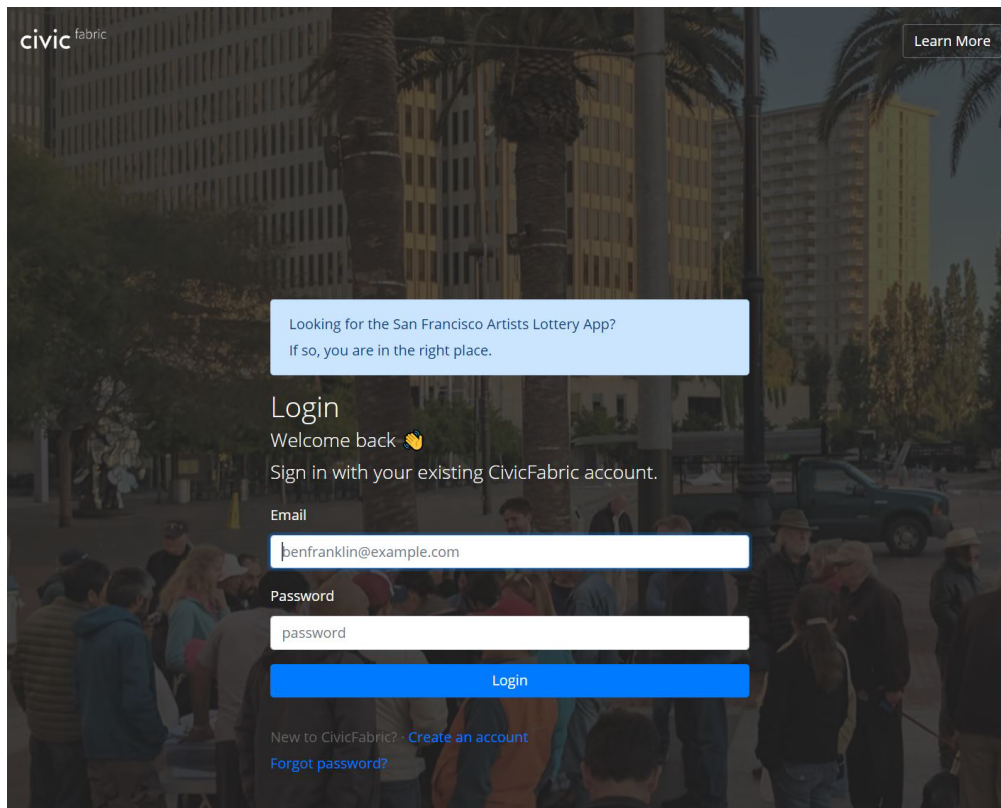 civic fabric
Learn More
Looking for the San Francisco Artists Lottery App?
If so, you are in the right place.
Login
Welcome back 👋
Sign in with your existing CivicFabric account.
Email
benfranklin@example.com
Password
password
Login
New to CivicFabric? · Create an account
Forgot password?